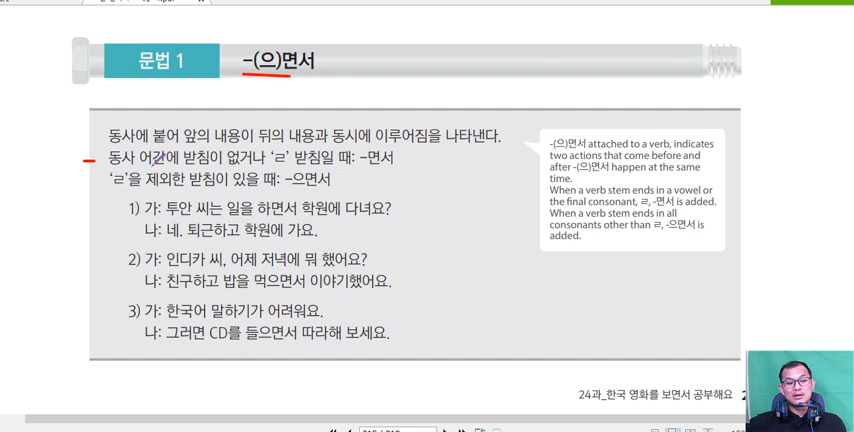 문법 1
-(으)면서
동사에 붙어 앞의 내용이 뒤의 내용과 동시에 이루어짐을 나타낸다.
동사 어간에 받침이 없거나 ‘ㄹ’ 받침일 때: -면서
‘ㄹ’을 제외한 받침이 있을 때: -으면서
1) 가: 투안 씨는 일을 하면서 학원에 다녀요?
나: 네. 퇴근하고 학원에 가요.
2) 가: 인디카 씨, 어제 저녁에 뭐 했어요?
나: 친구하고 밥을 먹으면서 이야기했어요.
3) 가: 한국어 말하기가 어려워요.
나: 그러면 CD를 들으면서 따라해 보세요.
-(으)면서 attached to a verb, indicates
two actions that come before and
after -(으)면서 happen at the same
time.
When a verb stem ends in a vowel or
the final consonant, ㄹ, -면서 is added.
When a verb stem ends in all
consonants other than ㄹ, -으면서 is
added.
24과_한국 영화를 보면서 공부해요